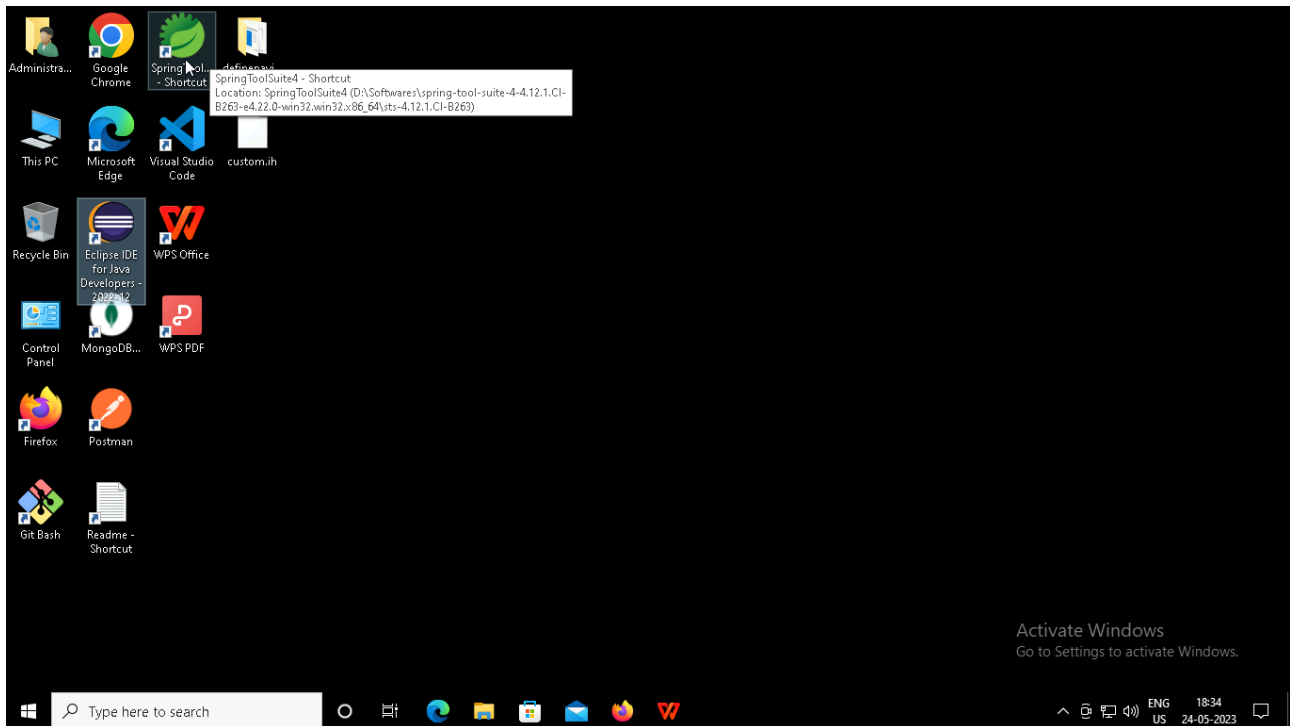 Administra...
Google
Chrome
SpringTool...
- Shortcut
SpringToolSuite4 - Shortcut
Location: SpringToolSuite4 (D:\Softwares\spring-tool-suite-4-4.12.1.CI-
B263-e4.22.0-win32.win32.x86_64\sts-4.12.1.CI-B263)
This PC
Microsoft
Edge
Visual Studio
Code
custom.ih
Recycle Bin
Eclipse IDE
for Java
Developers -
2022-12
WPS Office
Control
Panel
MongoDB...
WPS PDF
Firefox
Postman
Git Bash
Readme -
Shortcut
Activate Windows
Go to Settings to activate Windows.
Type here to search
ENG
US
18:34
24-05-2023